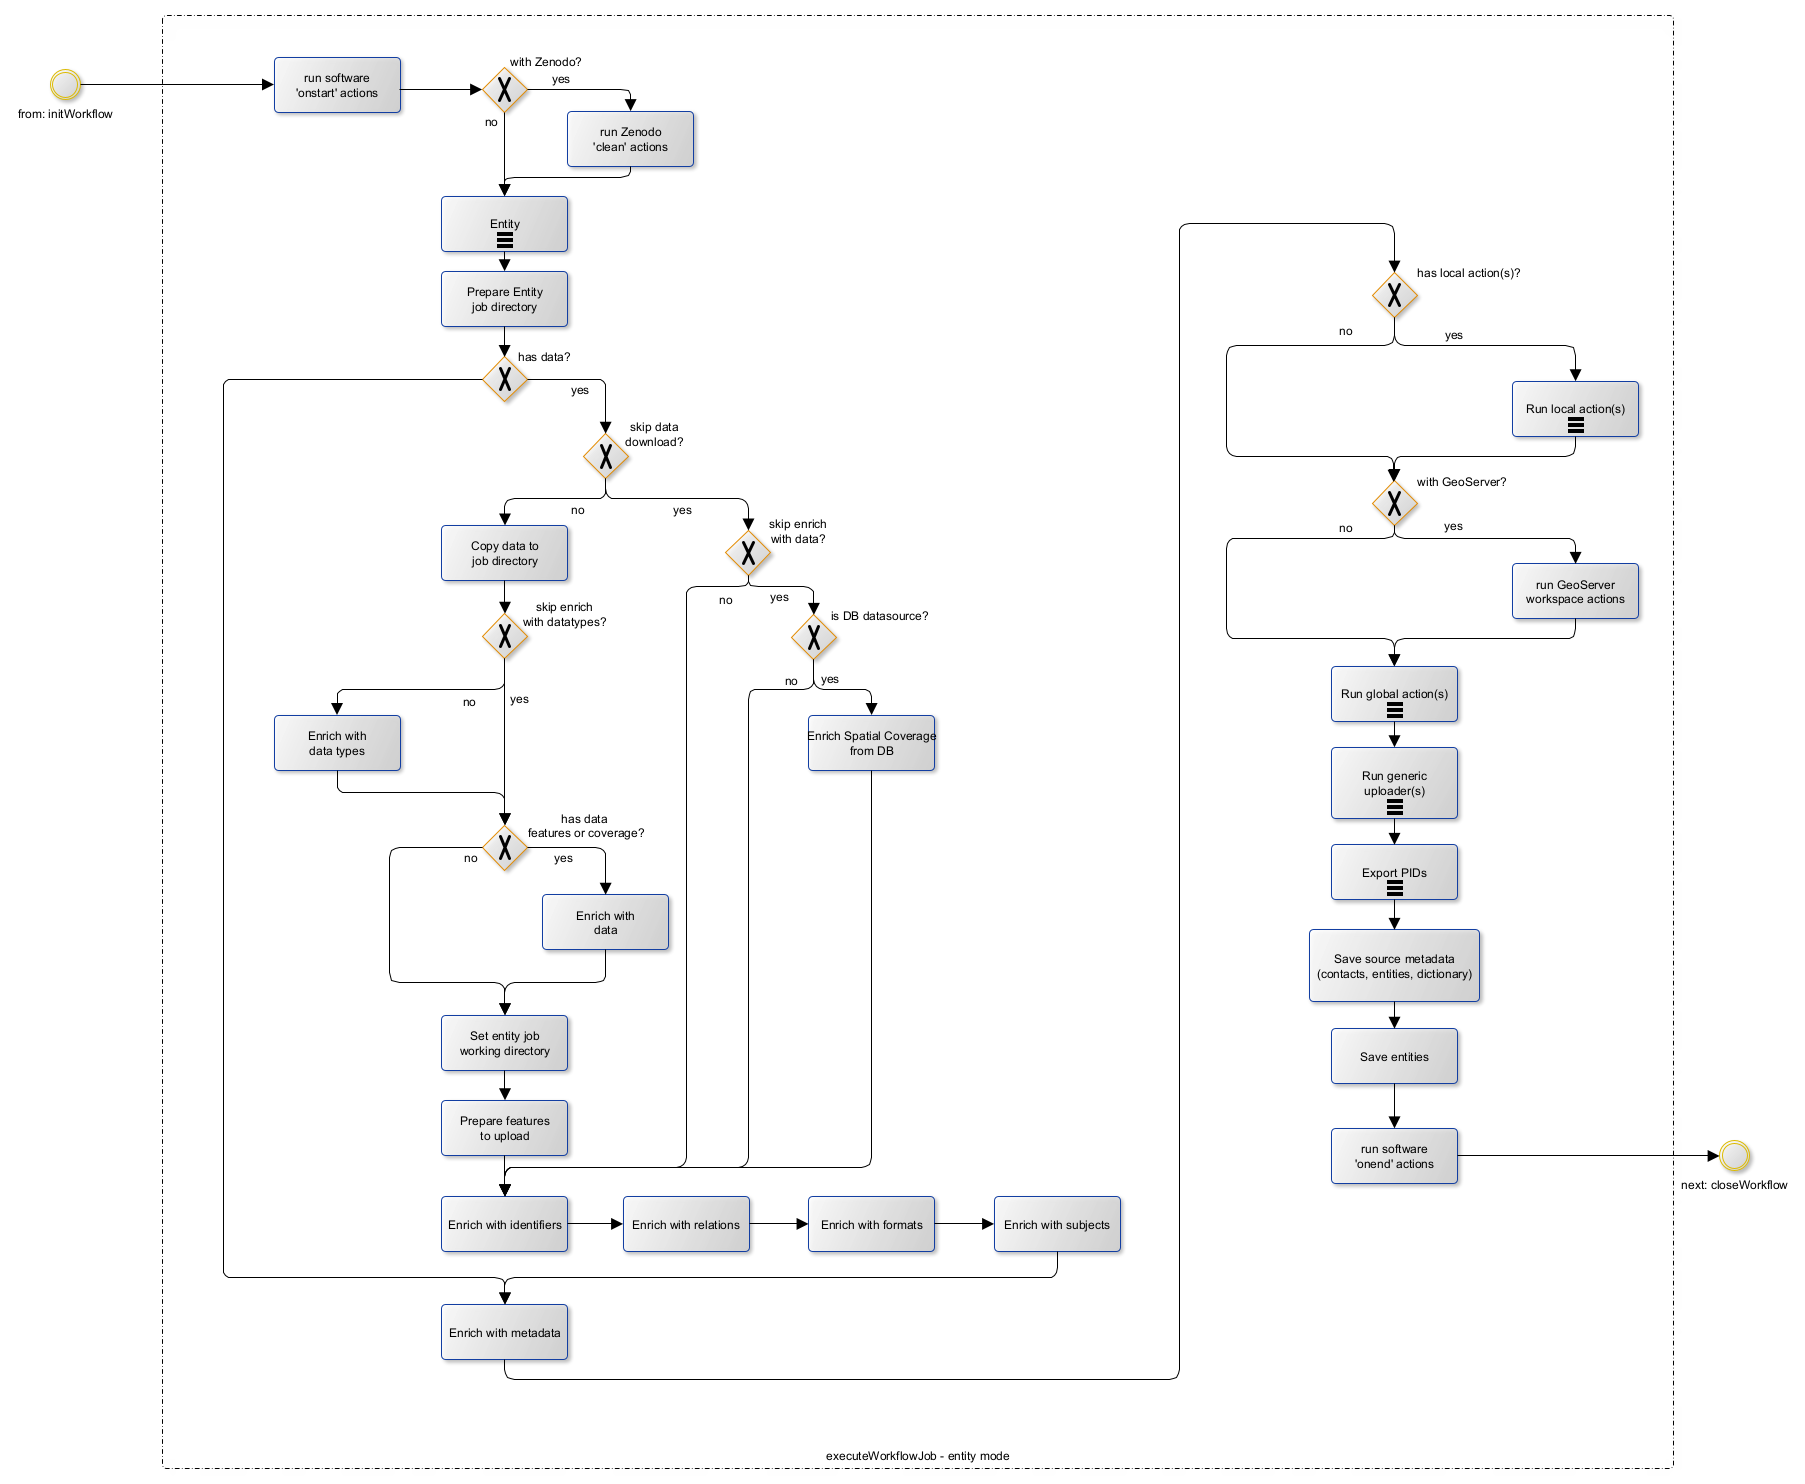 from: initWorkflow
run software
'onstart' actions
with Zenodo?
yes
no
run Zenodo
'clean' actions
Entity
Prepare Entity
job directory
has data?
yes
skip data
download?
no
yes
Copy data to
job directory
skip enrich
with data?
no
yes
skip enrich
with datatypes?
no
yes
is DB datasource?
no
yes
Enrich with
data types
Enrich Spatial Coverage
from DB
has data
features or coverage?
no
yes
Enrich with
data
Set entity job
working directory
Prepare features
to upload
Enrich with identifiers
Enrich with relations
Enrich with formats
Enrich with subjects
Enrich with metadata
has local action(s)?
no
yes
Run local action(s)
with GeoServer?
no
yes
run GeoServer
workspace actions
Run global action(s)
Run generic
uploader(s)
Export PIDs
Save source metadata
(contacts, entities, dictionary)
Save entities
run software
'onend' actions
next: closeWorkflow
executeWorkflowJob - entity mode